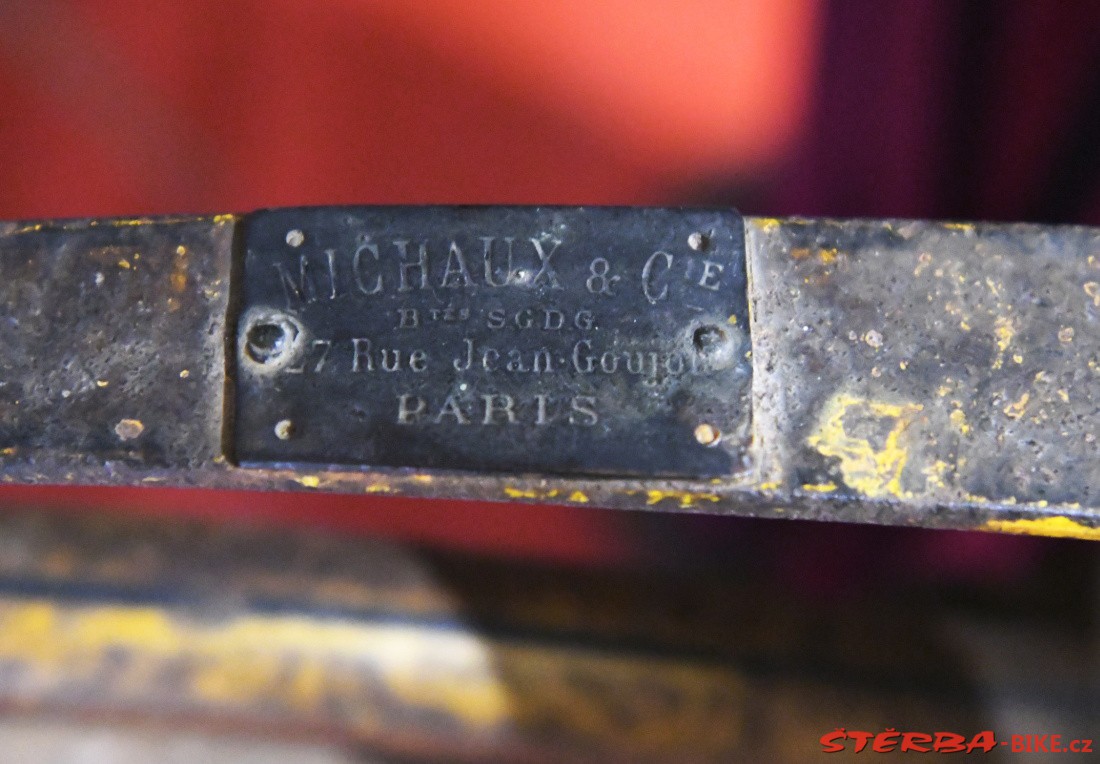 MICHAUX & CIE
BTÉS SGDG
27 Rue Jean-Goujon
PARIS
ŠTĚRBA-BIKE.cz